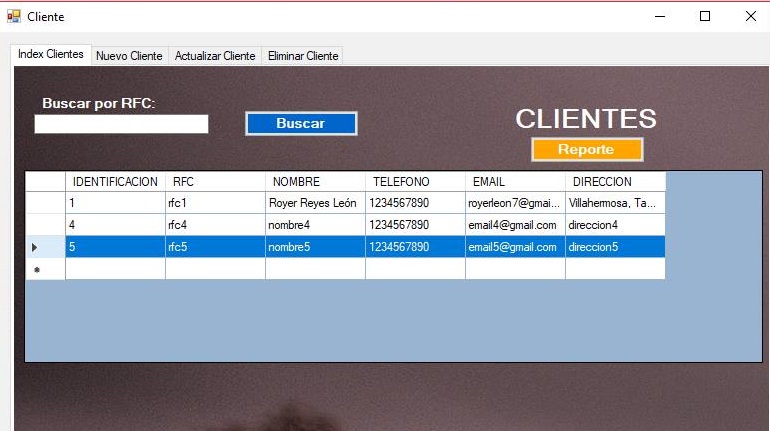 Cliente
Index Clientes Nuevo Cliente Actualizar Cliente Eliminar Cliente
Buscar por RFC:
Buscar
CLIENTES
Reporte
IDENTIFICACION RFC NOMBRE TELEFONO EMAIL DIRECCION
1 rfc1 Royer Reyes León 1234567890 royerleon7@gmai... Villahermosa, Ta...
4 rfc4 nombre4 1234567890 email4@gmail.com direccion4
5 rfc5 nombre5 1234567890 email5@gmail.com direccion5